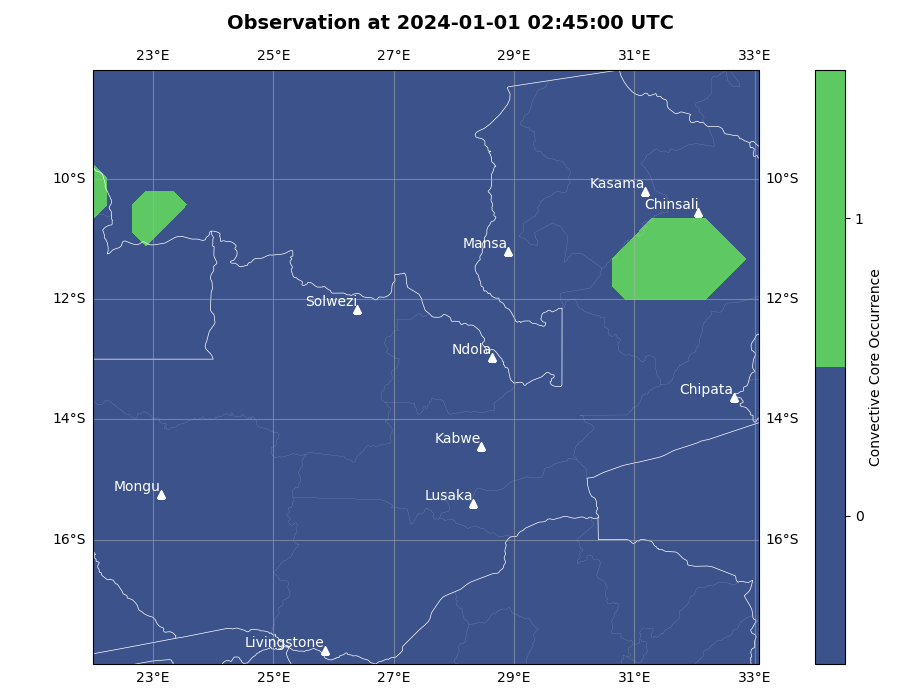 Observation at 2024-01-01 02:45:00 UTC
23°E 25°E 27°E 29°E 31°E 33°E
10°S 10°S
Kasama
Chinsali
Mansa
12°S 12°S
Solwezi
Ndola
Chipata
14°S 14°S
Kabwe
Mongu
Lusaka
16°S 16°S
Livingstone
23°E 25°E 27°E 29°E 31°E 33°E
1
0
Convective Core Occurrence